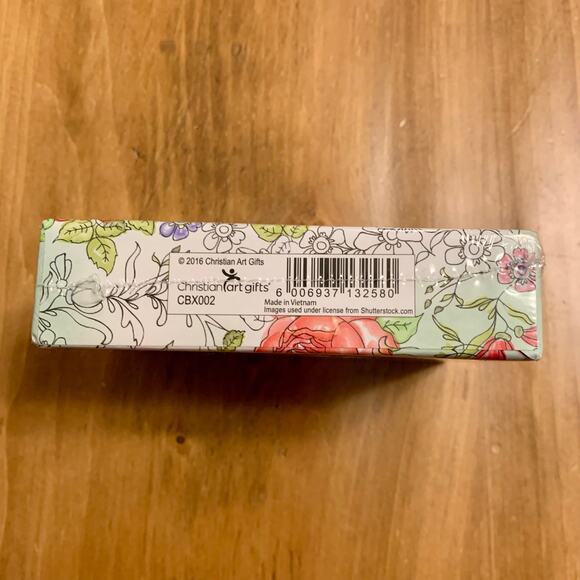 © 2016 Christian Art Gifts
Christian art gifts®
CBX002
6 006937 132580
Made in Vietnam
Images used under license from Shutterstock.com